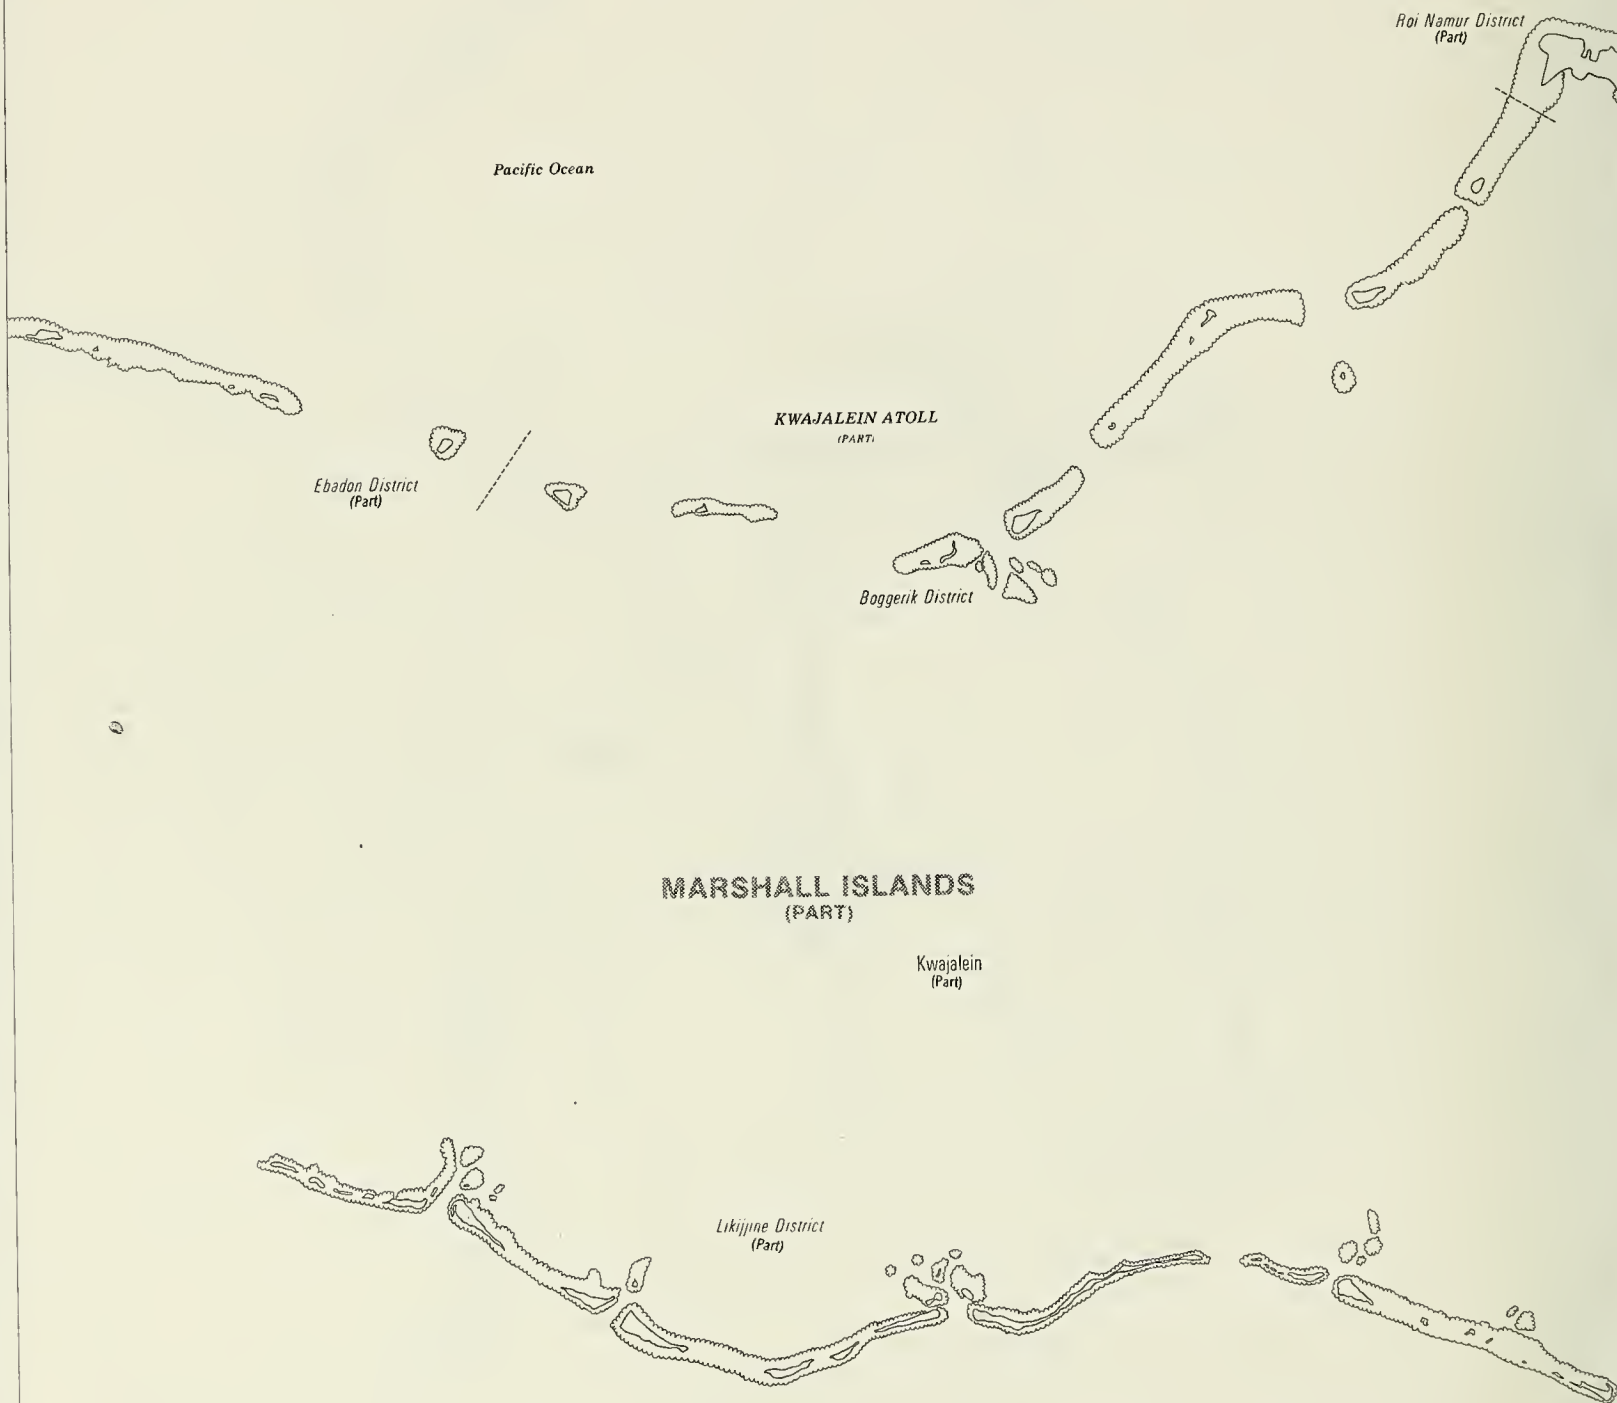 Roi Namur District
(Part)
Pacific Ocean
KWAJALEIN ATOLL
(PART)
Ebadon District
(Part)
Boggerik District
MARSHALL ISLANDS
(PART)
Kwajalein
(Part)
Likijjine District
(Part)